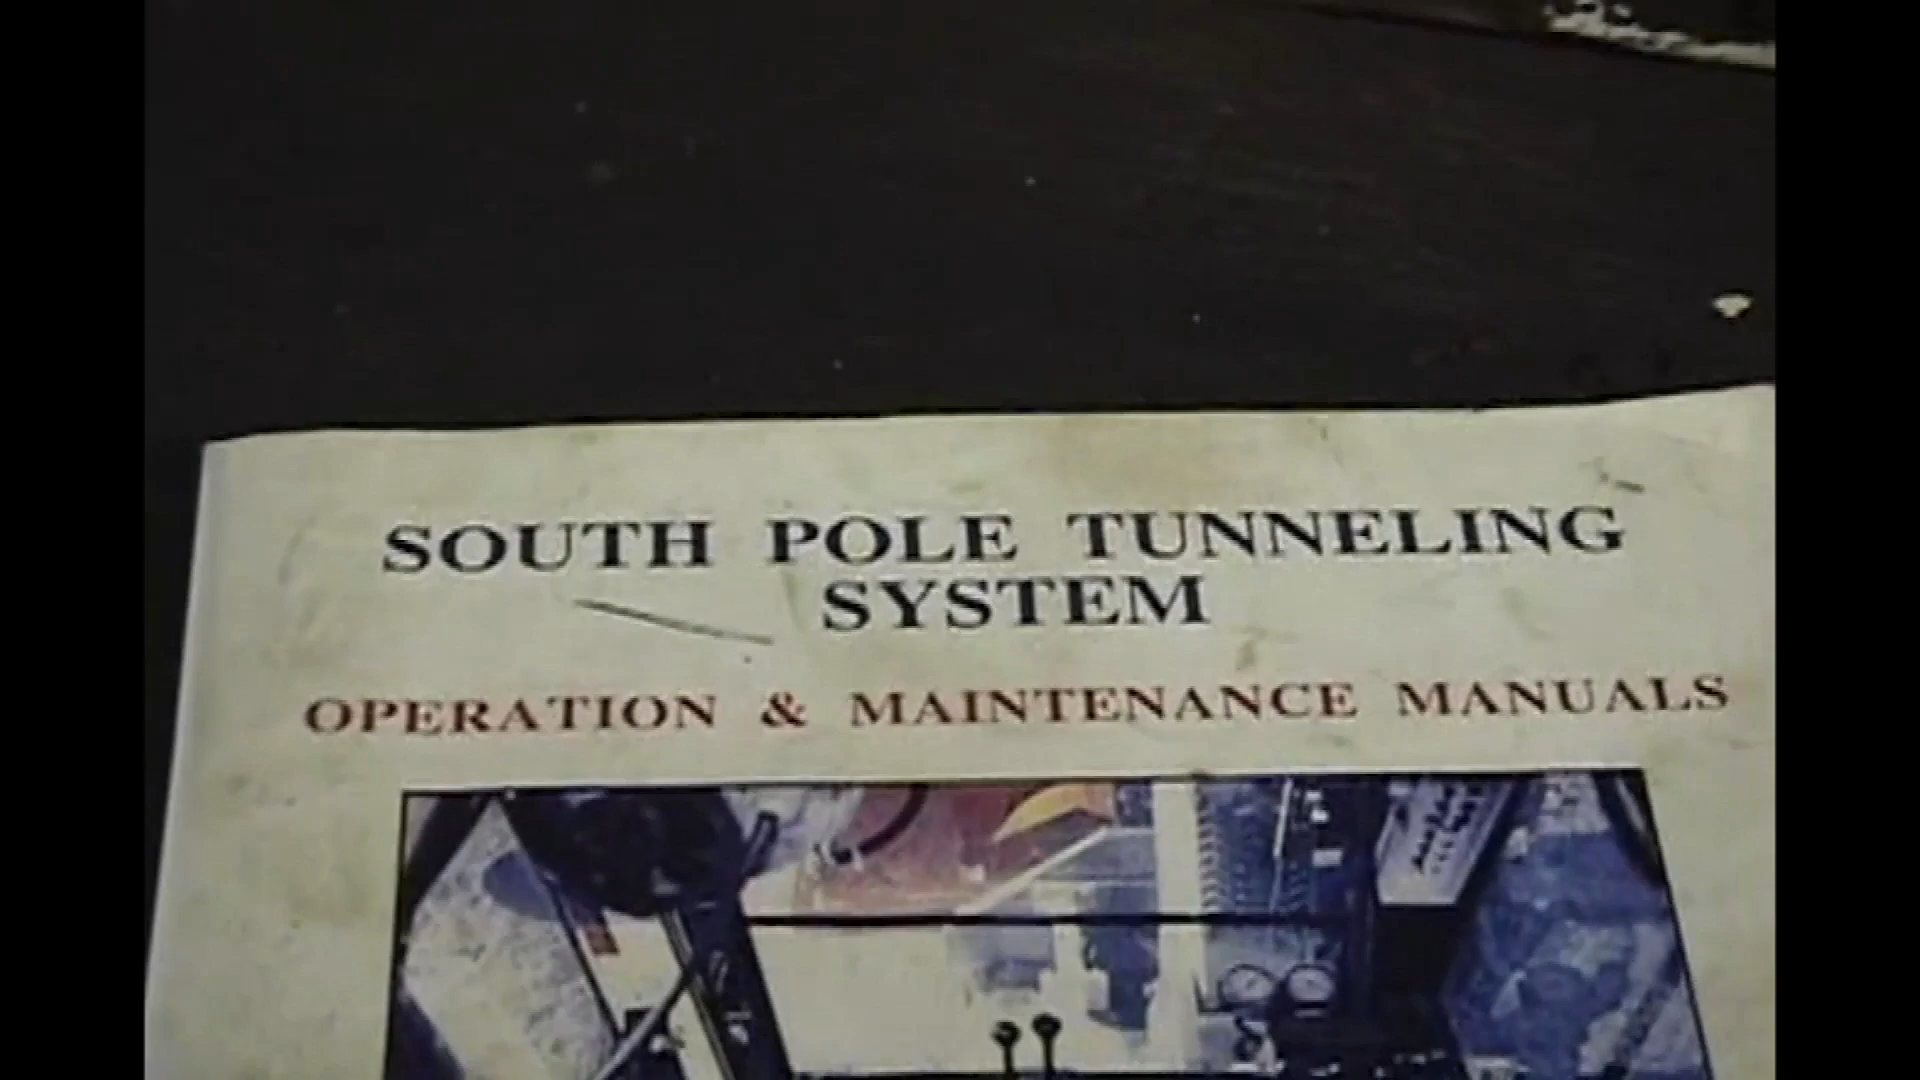 SOUTH POLE TUNNELING
SYSTEM
OPERATION & MAINTENANCE MANUALS